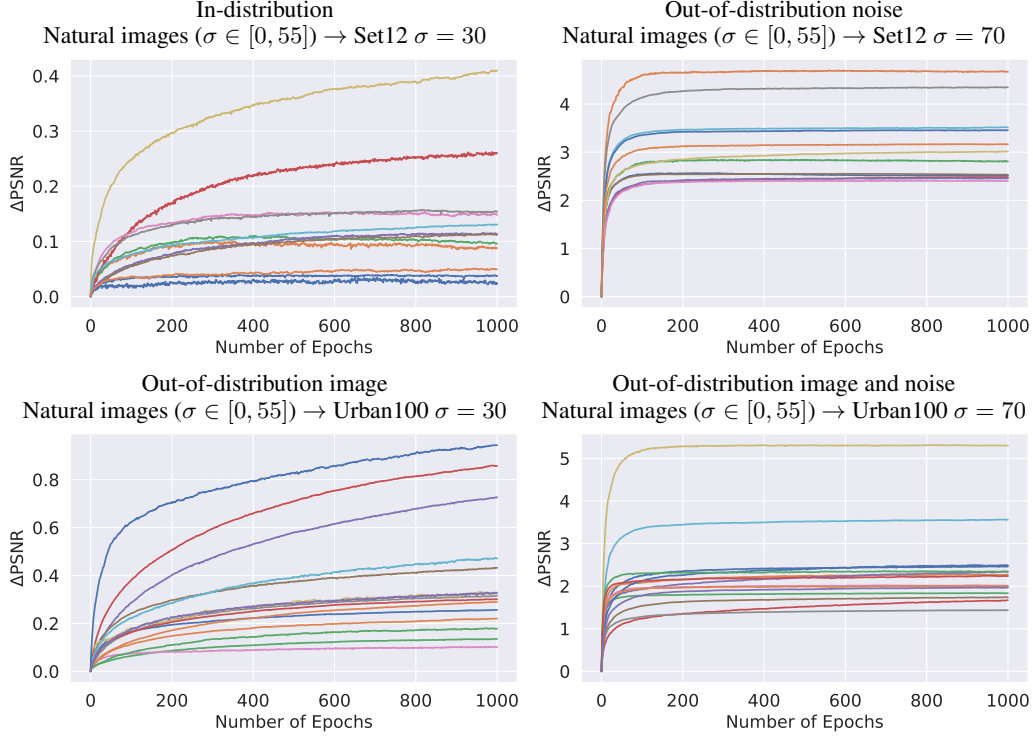 In-distribution
Natural images (σ ∈ [0, 55]) → Set12 σ = 30
0.4
0.3
0.2
0.1
0.0
ΔPSNR
0 200 400 600 800 1000
Number of Epochs
Out-of-distribution noise
Natural images (σ ∈ [0, 55]) → Set12 σ = 70
4
3
2
1
0
ΔPSNR
0 200 400 600 800 1000
Number of Epochs
Out-of-distribution image
Natural images (σ ∈ [0, 55]) → Urban100 σ = 30
0.8
0.6
0.4
0.2
0.0
ΔPSNR
0 200 400 600 800 1000
Number of Epochs
Out-of-distribution image and noise
Natural images (σ ∈ [0, 55]) → Urban100 σ = 70
5
4
3
2
1
0
ΔPSNR
0 200 400 600 800 1000
Number of Epochs